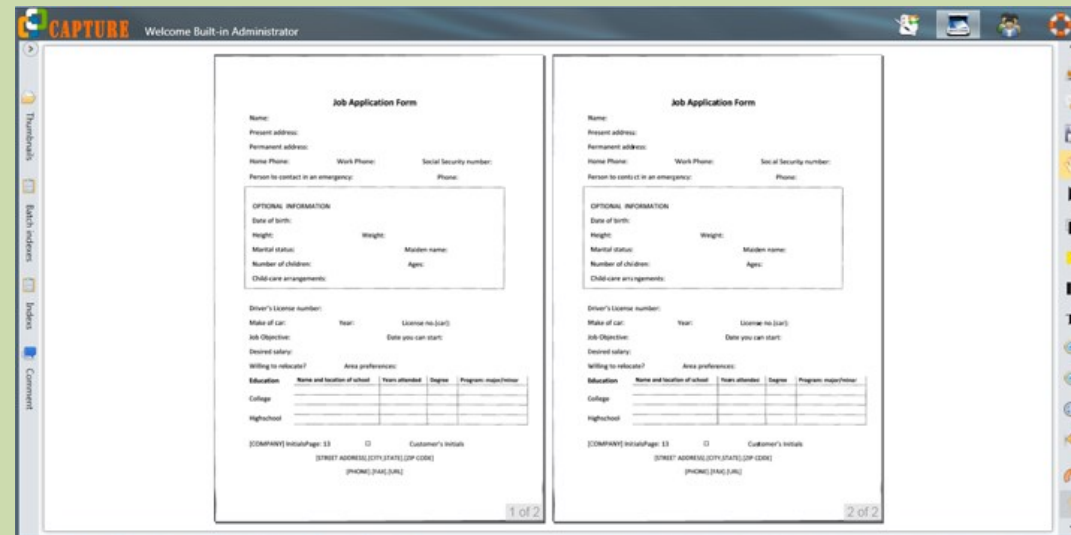 CAPTURE Welcome Built-in Administrator
Thumbnails
Batch indexes
Indexs
Comment
Job Application Form
Name:
Present address:
Permanent address:
Home Phone: Work Phone: Social Security number:
Person to contact in an emergency: Phone:
OPTIONAL INFORMATION
Date of birth:
Height: Weight:
Marital status: Maiden name:
Number of children: Ages:
Child-care arrangements:
Driver's License number:
Make of car: Year: License no.(car):
Job Objective: Date you can start:
Desired salary:
Willing to relocate? Area preferences:
Education Name and location of school Years attended Degree Program: major/minor
College
Highschool
[COMPANY] InitialsPage: 13 Customer's Initials
[STREET ADDRESS],[CITY,STATE],[ZIP CODE]
[PHONE],[FAX],[URL]
1 of 2
Job Application Form
Name:
Present address:
Permanent address:
Home Phone: Work Phone: Social Security number:
Person to contact in an emergency: Phone:
OPTIONAL INFORMATION
Date of birth:
Height: Weight:
Marital status: Maiden name:
Number of children: Ages:
Child-care arrangements:
Driver's License number:
Make of car: Year: License no.(car):
Job Objective: Date you can start:
Desired salary:
Willing to relocate? Area preferences:
Education Name and location of school Years attended Degree Program: major/minor
College
Highschool
[COMPANY] InitialsPage: 13 Customer's Initials
[STREET ADDRESS],[CITY,STATE],[ZIP CODE]
[PHONE],[FAX],[URL]
2 of 2